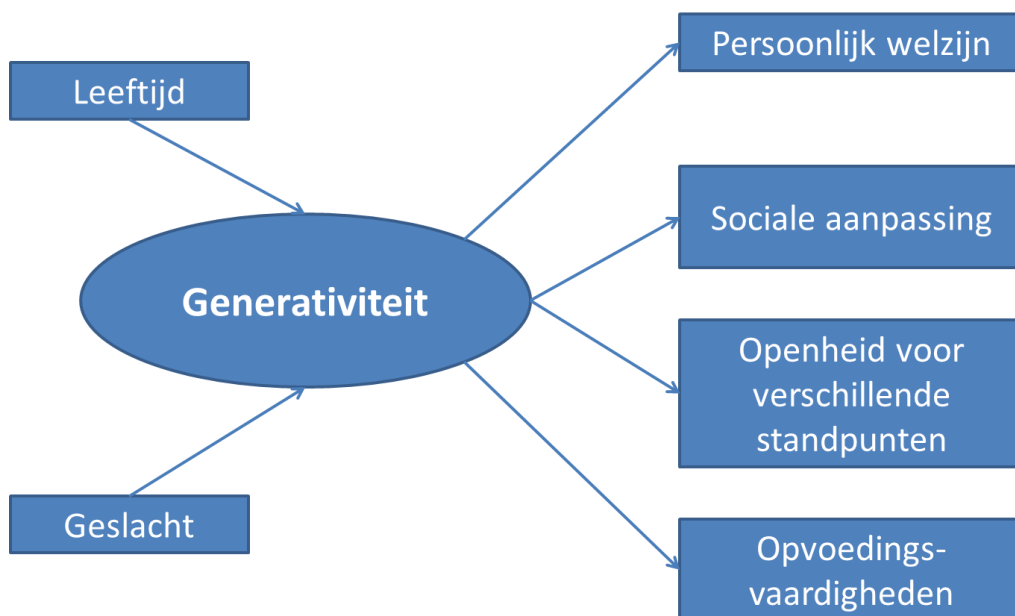 Leeftijd
Generativiteit
Geslacht
Persoonlijk welzijn
Sociale aanpassing
Openheid voor
verschillende
standpunten
Opvoedings-
vaardigheden